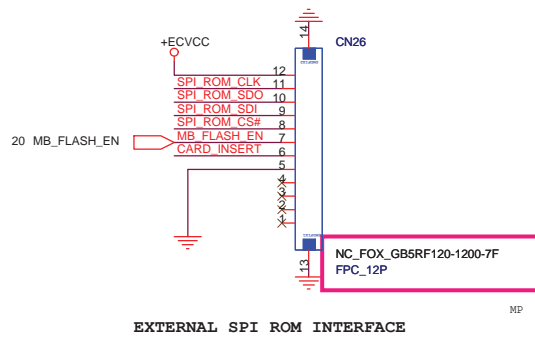 14
CN26
+ECVCC
12
SPI_ROM_CLK 11
SPI_ROM_SDO 10
SPI_ROM_SDI 9
SPI_ROM_CS# 8
20 MB_FLASH_EN MB_FLASH_EN 7
CARD_INSERT 6
5
4
3
2
1
13
NC_FOX_GB5RF120-1200-7F
FPC_12P
MP
EXTERNAL SPI ROM INTERFACE